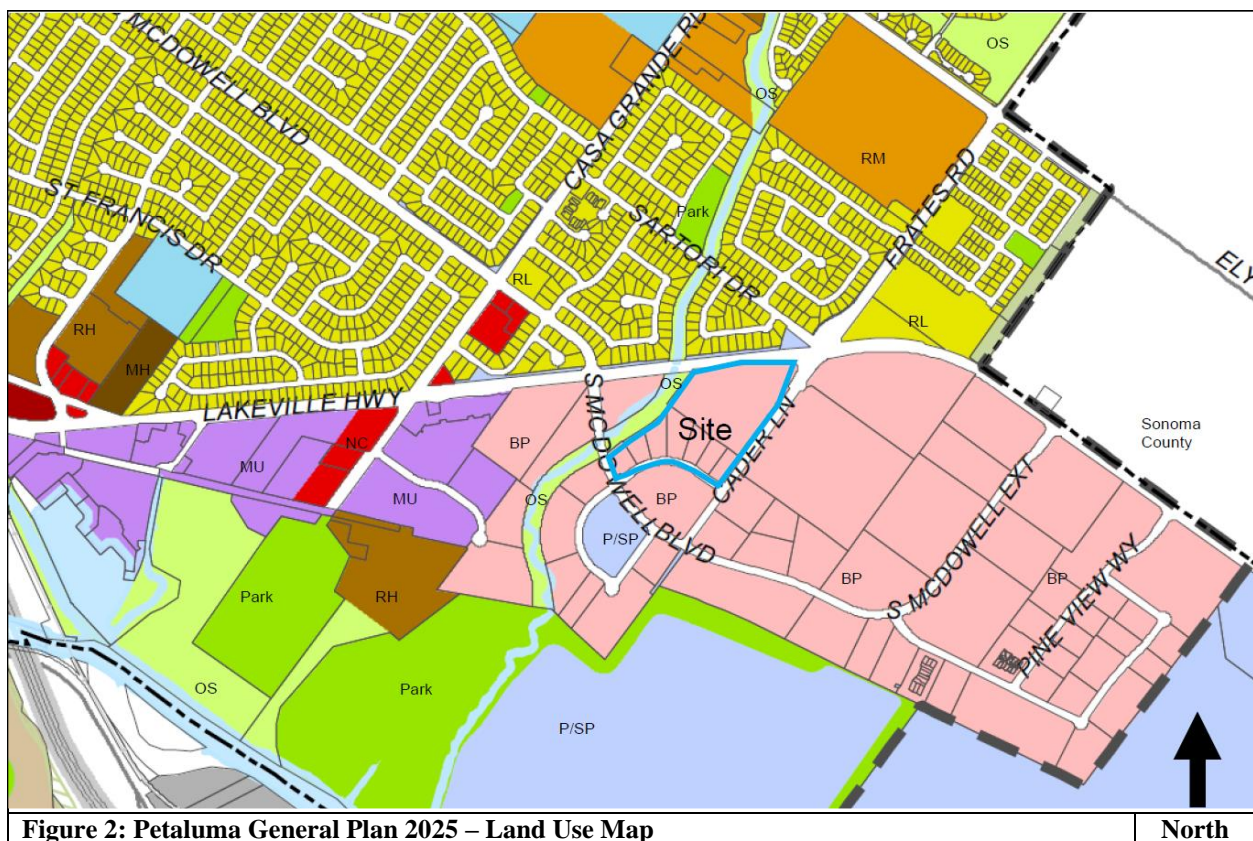 MCDOWELL BLVD
CASA GRANDE RD
OS
OS
ST FRANCIS DR
RM
FRATES RD
Park
SARTORI DR
ELY
RL
RH
MH
RL
OS
LAKEVILLE HWY
S MCDOWELL BLVD
Site
CADER LN
Sonoma
County
NC
BP
MU
MU
OS
BP
P/SP
S MCDOWELL EXT
BP
BP
PINE VIEW WY
Park
RH
OS
Park
P/SP
Figure 2: Petaluma General Plan 2025 – Land Use Map
North